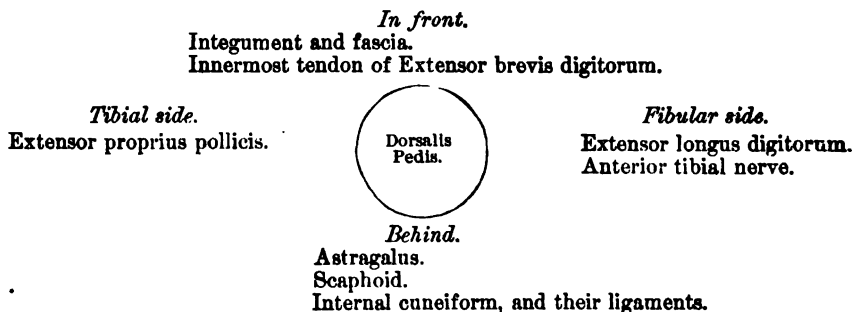 In front.
Integument and fascia.
Innermost tendon of Extensor brevis digitorum.
Tibial side.
Extensor proprius pollicis.
Dorsalis
Pedis.
Fibular side.
Extensor longus digitorum.
Anterior tibial nerve.
Behind.
Astragalus.
Scaphoid.
Internal cuneiform, and their ligaments.